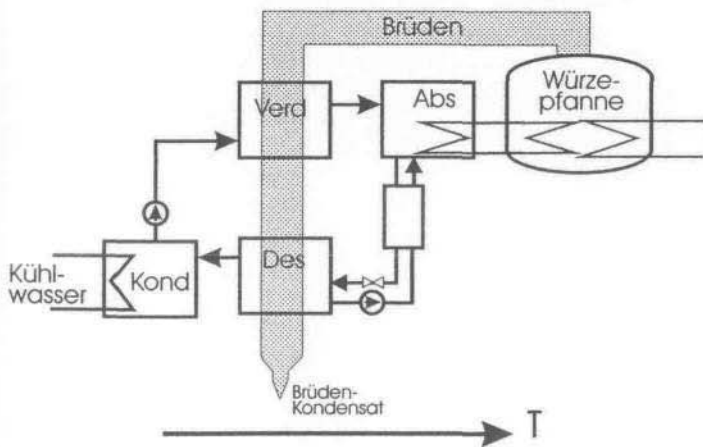 Brüden
Würze-
pfanne
Verd
Abs
Kühl-
wasser
Kond
Des
Brüden-
Kondensat
T